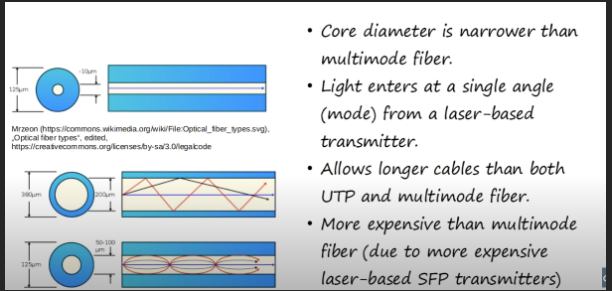 • Core diameter is narrower than
multimode fiber.
• Light enters at a single angle
(mode) from a laser-based
transmitter.
• Allows longer cables than both
UTP and multimode fiber.
• More expensive than multimode
fiber (due to more expensive
laser-based SFP transmitters)
~10µm
125µm
Mrzeon (https://commons.wikimedia.org/wiki/File:Optical_fiber_types.svg),
„Optical fiber types", edited,
https://creativecommons.org/licenses/by-sa/3.0/legalcode
380µm
200µm
50-100
µm
125µm